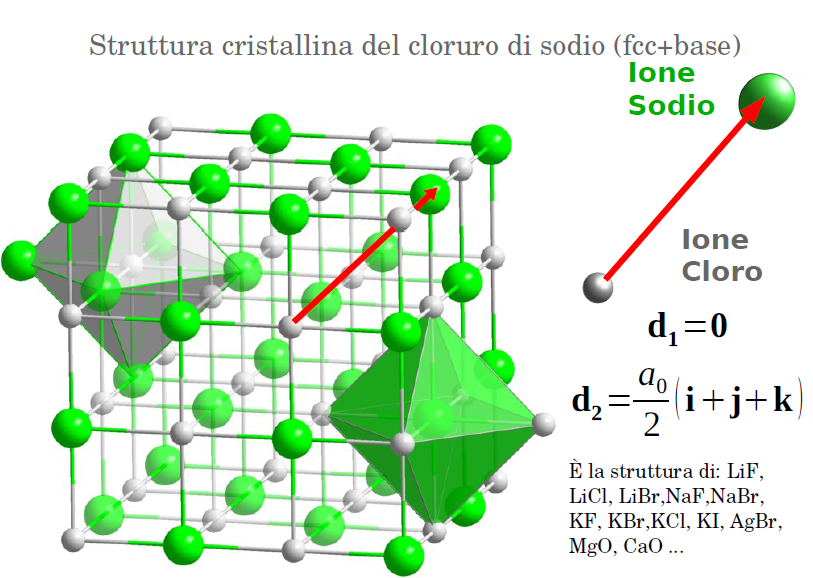 Struttura cristallina del cloruro di sodio (fcc+base)
Ione
Sodio
Ione
Cloro
d₁=0
d₂=a₀/2(i+j+k)
È la struttura di: LiF,
LiCl, LiBr,NaF,NaBr,
KF, KBr,KCl, KI, AgBr,
MgO, CaO ...